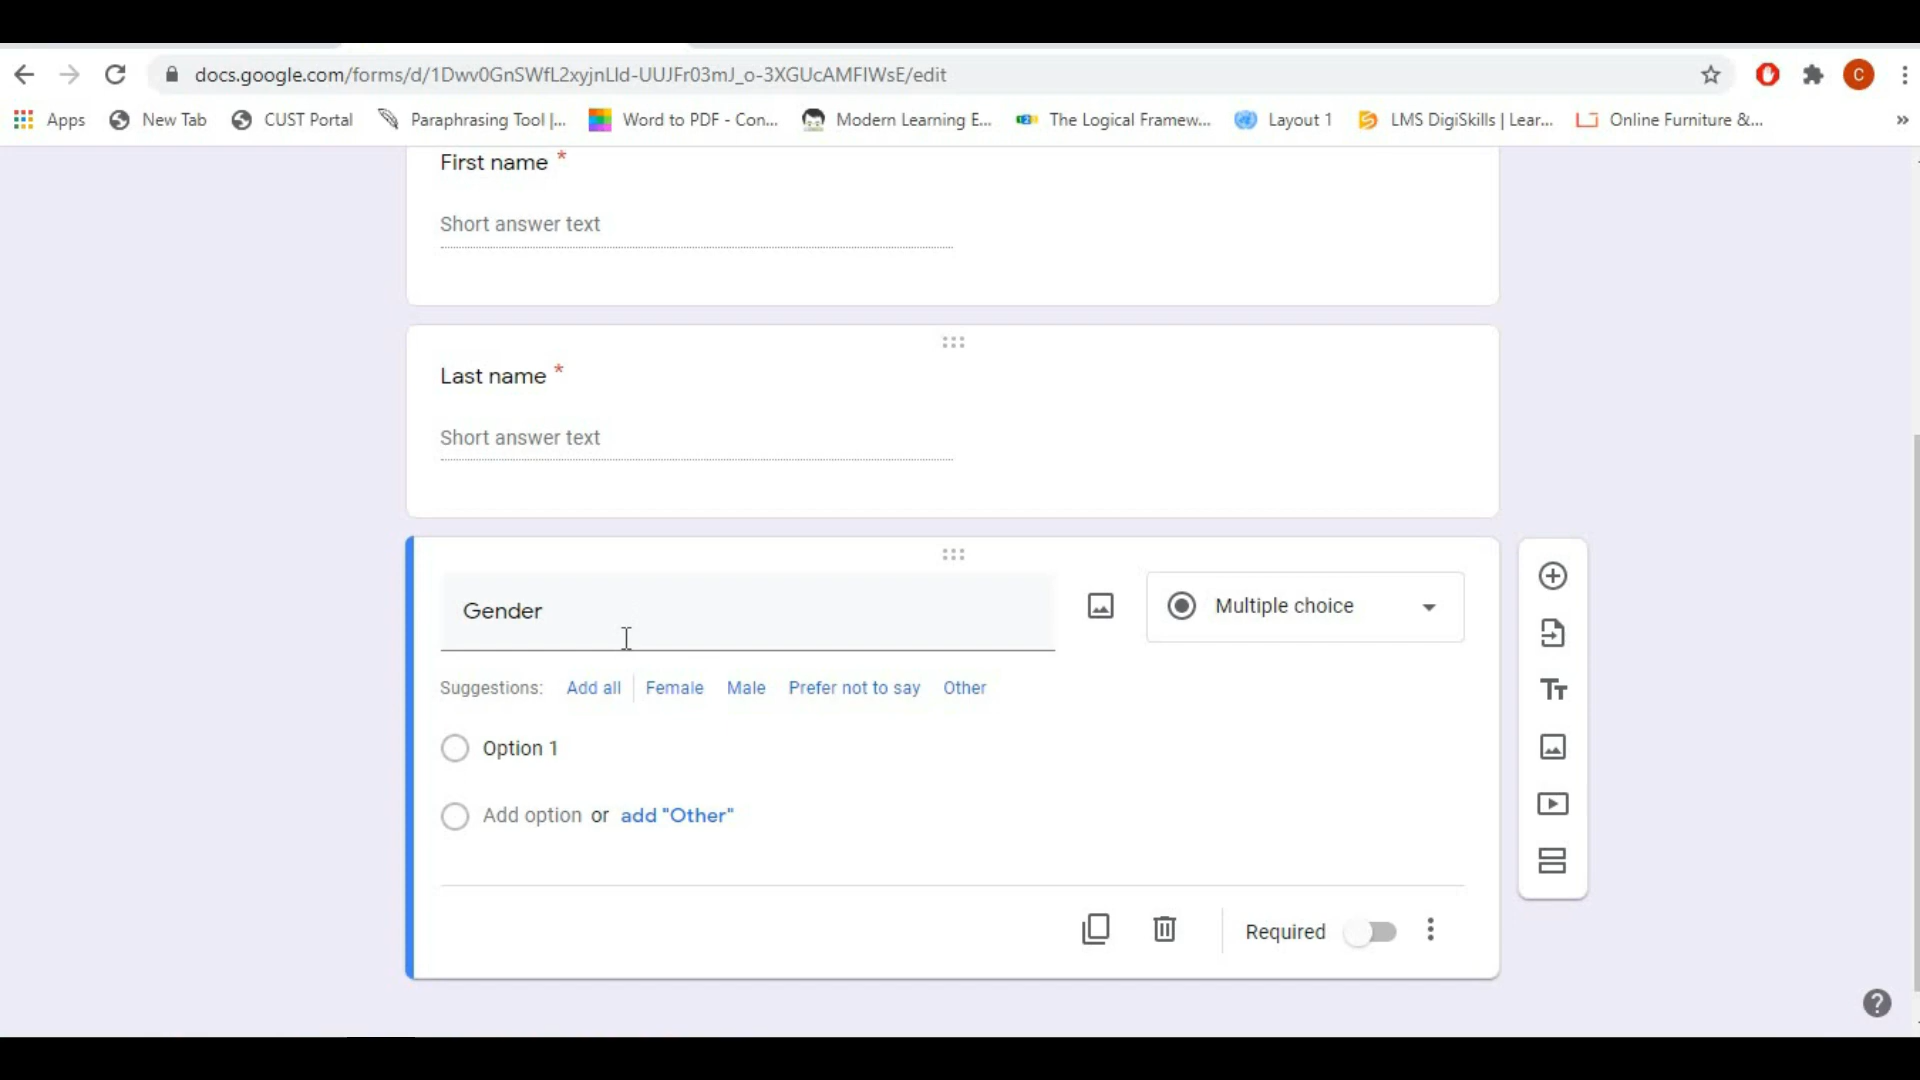 docs.google.com/forms/d/1Dwv0GnSWfL2xyjnLId-UUJFr03mJ_o-3XGUcAMFIWsE/edit
C
Apps New Tab CUST Portal Paraphrasing Tool |... Word to PDF - Con... Modern Learning E... The Logical Framew... Layout 1 LMS DigiSkills | Lear... Online Furniture &... »
First name *
Short answer text
Last name *
Short answer text
Gender
Multiple choice
Suggestions: Add all Female Male Prefer not to say Other
Option 1
Add option or add "Other"
Required